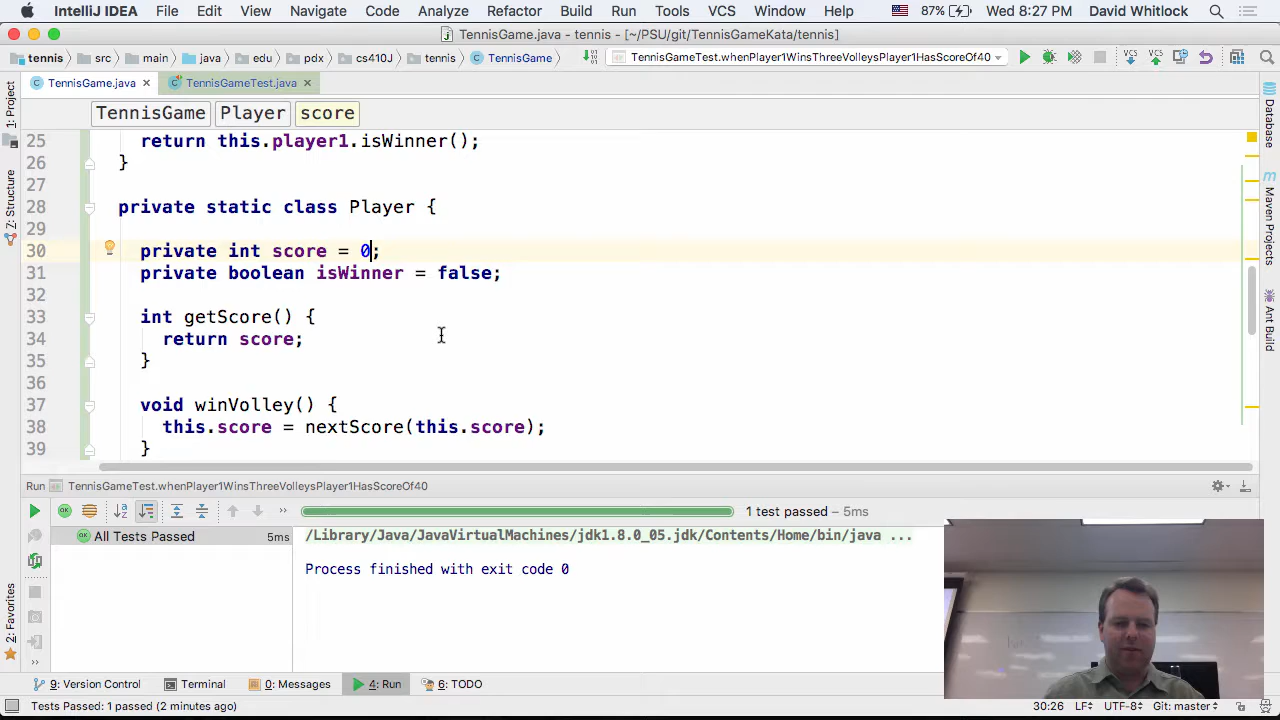 IntelliJ IDEA File Edit View Navigate Code Analyze Refactor Build Run Tools VCS Window Help 87% Wed 8:27 PM David Whitlock
TennisGame.java - tennis - [~/PSU/git/TennisGameKata/tennis]
tennis src main java edu pdx cs410J tennis TennisGame TennisGameTest.whenPlayer1WinsThreeVolleysPlayer1HasScoreOf40 VCS VCS
TennisGame.java TennisGameTest.java
TennisGame Player score
1: Project
7: Structure
2: Favorites
Database
Maven Projects
Ant Build
25 return this.player1.isWinner();
26 }
27
28 private static class Player {
29
30 private int score = 0;
31 private boolean isWinner = false;
32
33 int getScore() {
34 return score;
35 }
36
37 void winVolley() {
38 this.score = nextScore(this.score);
39 }
Run TennisGameTest.whenPlayer1WinsThreeVolleysPlayer1HasScoreOf40
1 test passed – 5ms
All Tests Passed 5ms
/Library/Java/JavaVirtualMachines/jdk1.8.0_05.jdk/Contents/Home/bin/java ...
Process finished with exit code 0
9: Version Control Terminal 0: Messages 4: Run 6: TODO
Tests Passed: 1 passed (2 minutes ago) 30:26 LF÷ UTF-8÷ Git: master÷